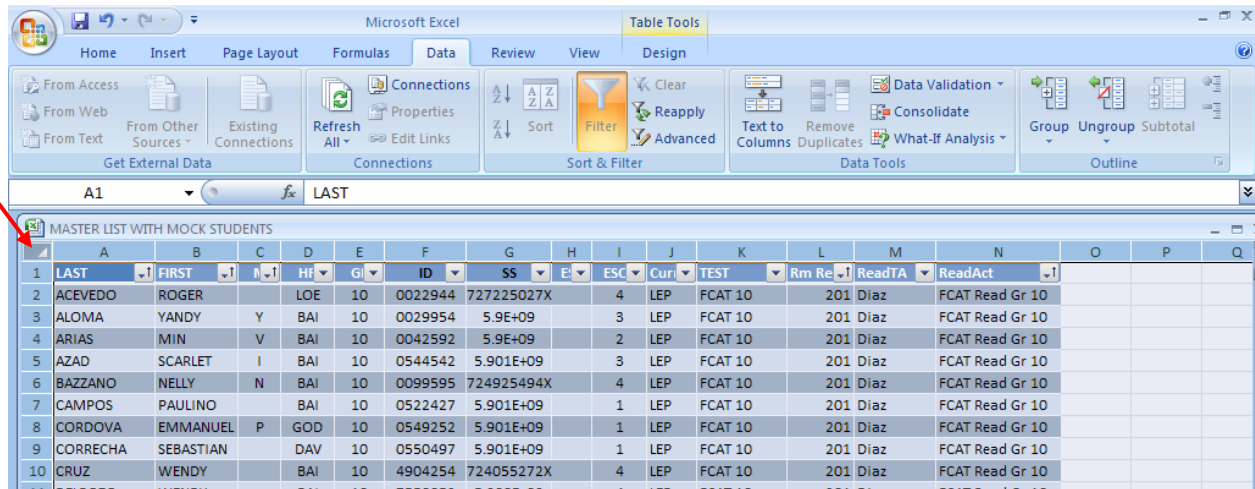 Microsoft Excel Table Tools
Home Insert Page Layout Formulas Data Review View Design
From Access
From Web
From Text
From Other Sources
Existing Connections
Get External Data
Refresh All
Connections
Properties
Edit Links
Connections
Sort
Filter
Clear
Reapply
Advanced
Sort & Filter
Text to Columns
Remove Duplicates
Data Validation
Consolidate
What-If Analysis
Data Tools
Group Ungroup Subtotal
Outline
A1 fx LAST
MASTER LIST WITH MOCK STUDENTS
A B C D E F G H I J K L M N O P Q
1 LAST FIRST HF ID SS ESC Curr TEST Rm Re ReadTA ReadAct
2 ACEVEDO ROGER LOE 10 0022944 727225027X 4 LEP FCAT 10 201 Diaz FCAT Read Gr 10
3 ALOMA YANDY Y BAI 10 0029954 5.9E+09 3 LEP FCAT 10 201 Diaz FCAT Read Gr 10
4 ARIAS MIN V BAI 10 0042592 5.9E+09 2 LEP FCAT 10 201 Diaz FCAT Read Gr 10
5 AZAD SCARLET I BAI 10 0544542 5.901E+09 3 LEP FCAT 10 201 Diaz FCAT Read Gr 10
6 BAZZANO NELLY N BAI 10 0099595 724925494X 4 LEP FCAT 10 201 Diaz FCAT Read Gr 10
7 CAMPOS PAULINO BAI 10 0522427 5.901E+09 1 LEP FCAT 10 201 Diaz FCAT Read Gr 10
8 CORDOVA EMMANUEL P GOD 10 0549252 5.901E+09 1 LEP FCAT 10 201 Diaz FCAT Read Gr 10
9 CORRECHA SEBASTIAN DAV 10 0550497 5.901E+09 1 LEP FCAT 10 201 Diaz FCAT Read Gr 10
10 CRUZ WENDY BAI 10 4904254 724055272X 4 LEP FCAT 10 201 Diaz FCAT Read Gr 10